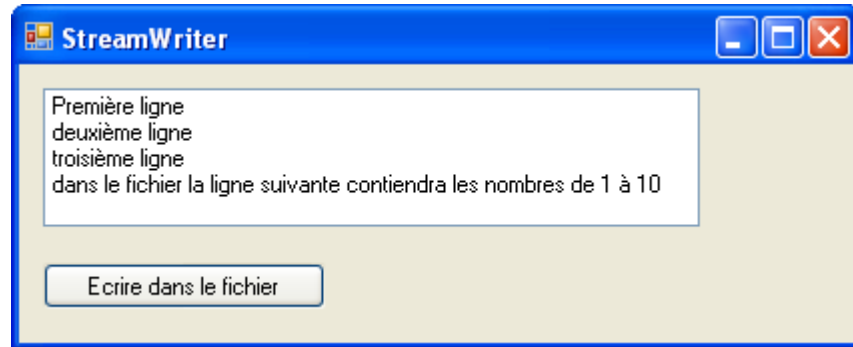 StreamWriter
Première ligne
deuxième ligne
troisième ligne
dans le fichier la ligne suivante contiendra les nombres de 1 à 10
Ecrire dans le fichier